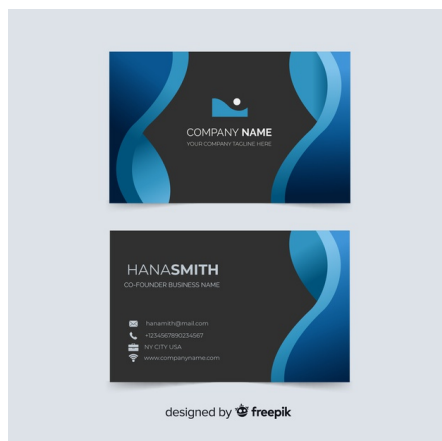 COMPANY NAME
YOUR COMPANY TAGLINE HERE
HANASMITH
CO-FOUNDER BUSINESS NAME
hanasmith@mail.com
+1234567890234567
NY CITY USA
www.companyname.com
designed by freepik